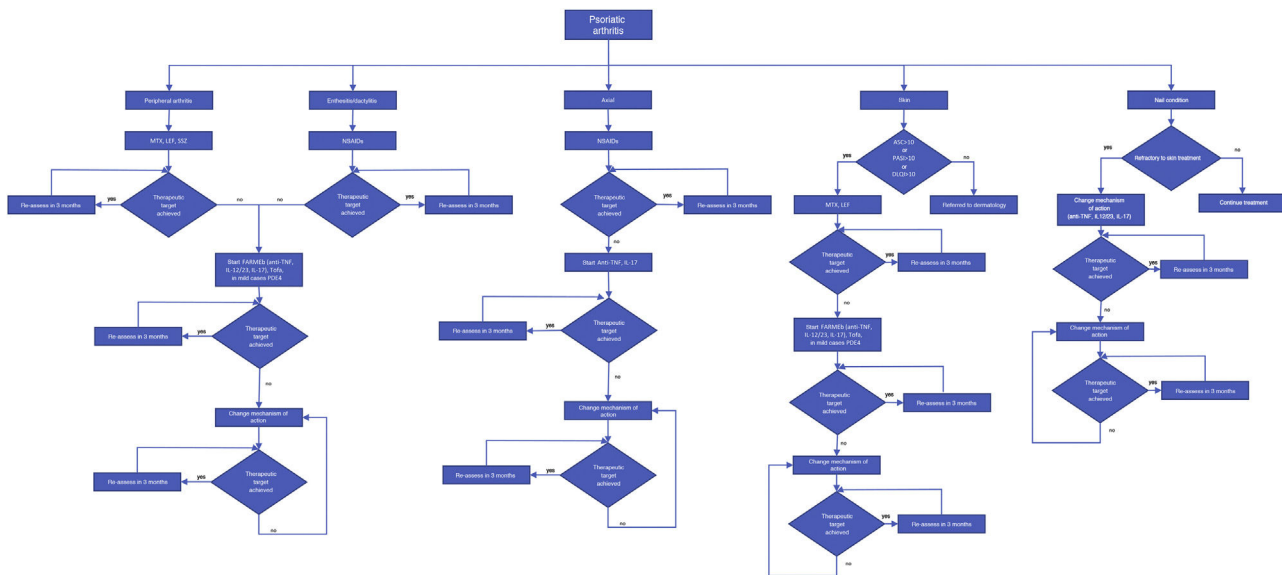 Psoriatic
arthritis
Peripheral arthritis
Enthesitis/dactylitis
Axial
Skin
Nail condition
MTX, LEF, SSZ
NSAIDs
NSAIDs
ASC>10
or
PASI>10
or
DLQI>10
yes
no
yes
Refractory to skin treatment
no
Re-assess in 3 months
yes
Therapeutic
target
achieved
no
no
Therapeutic
target
achieved
yes
Re-assess in 3 months
Therapeutic
target
achieved
yes
Re-assess in 3 months
MTX, LEF
Referred to dermatology
Change mechanism
of action
(anti-TNF, IL12/23, IL-17)
Continue treatment
no
Start FARMEb (anti-TNF,
IL-12/23, IL-17), Tofa,
in mild cases PDE4
Start Anti-TNF, IL-17
Therapeutic
target
achieved
yes
Re-assess in 3 months
Therapeutic
target
achieved
yes
Re-assess in 3 months
no
no
Re-assess in 3 months
yes
Therapeutic
target
achieved
Re-assess in 3 months
yes
Therapeutic
target
achieved
Start FARMEb (anti-TNF,
IL-12/23, IL-17), Tofa,
in mild cases PDE4
Change mechanism of
action
no
no
Therapeutic
target
achieved
yes
Re-assess in 3 months
Therapeutic
target
achieved
yes
Re-assess in 3 months
Change mechanism of
action
Change mechanism of
action
no
no
Change mechanism of
action
Re-assess in 3 months
yes
Therapeutic
target
achieved
Re-assess in 3 months
yes
Therapeutic
target
achieved
Therapeutic
target
achieved
yes
Re-assess in 3 months
no
no
no